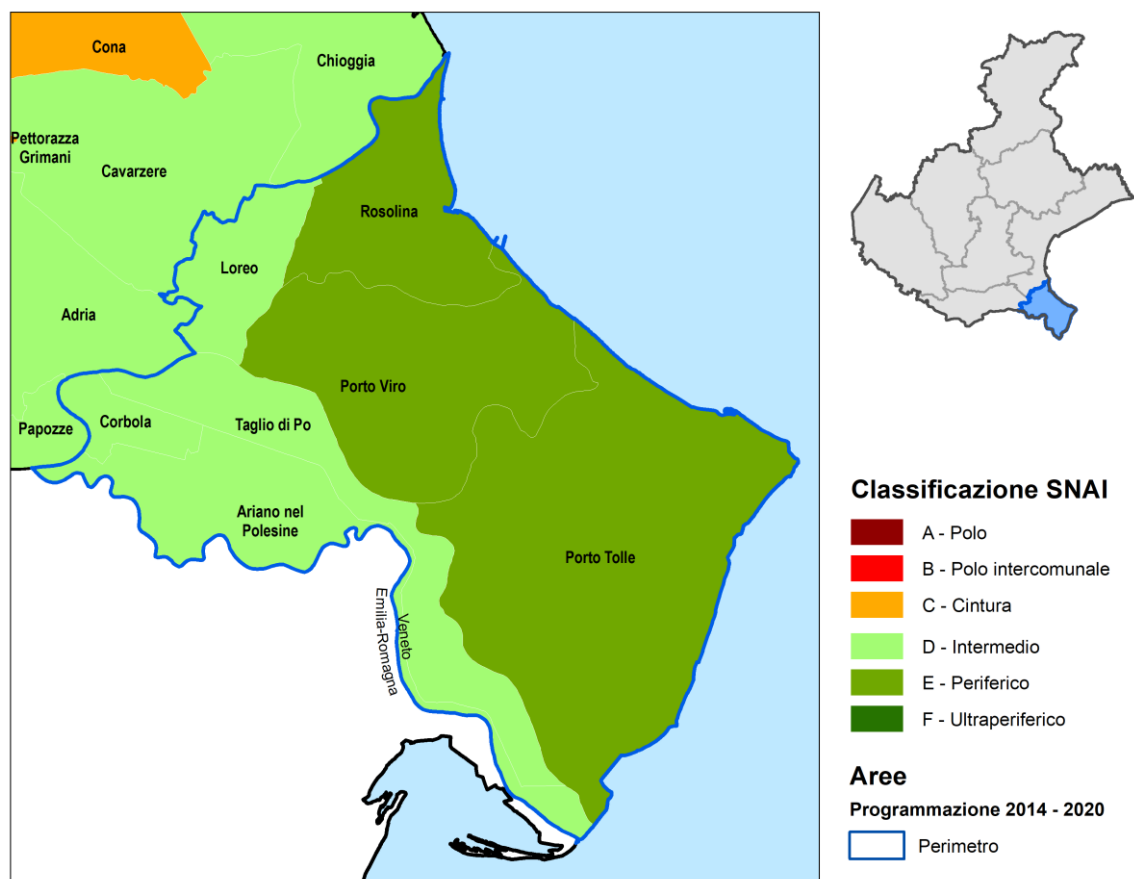 Cona
Chioggia
Pettorazza
Grimani
Cavarzere
Rosolina
Loreo
Adria
Porto Viro
Papozze
Corbola
Taglio di Po
Ariano nel
Polesine
Porto Tolle
Veneto
Emilia-Romagna
Classificazione SNAI
A - Polo
B - Polo intercomunale
C - Cintura
D - Intermedio
E - Periferico
F - Ultraperiferico
Aree
Programmazione 2014 - 2020
Perimetro